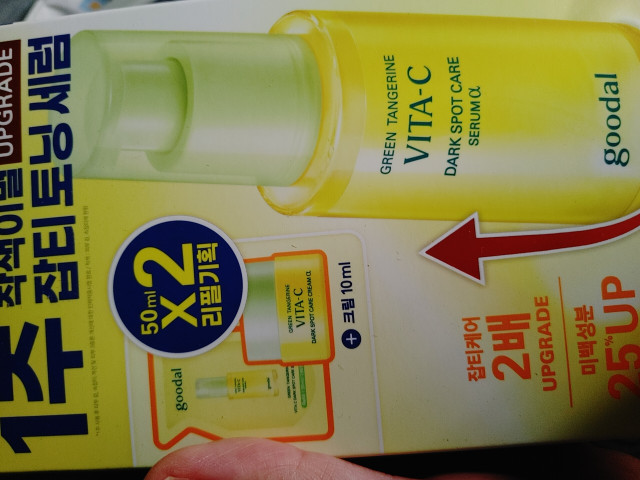 UPGRADE
1주
착색이별
잡티 토닝 세럼
GREEN TANGERINE
VITA-C
DARK SPOT CARE
SERUM α
goodal
50ml
X2
리필기획
GREEN TANGERINE
VITA-C
DARK SPOT CARE CREAM α
goodal
+ 크림 10ml
잡티케어
2배
UPGRADE
미백성분
25%UP